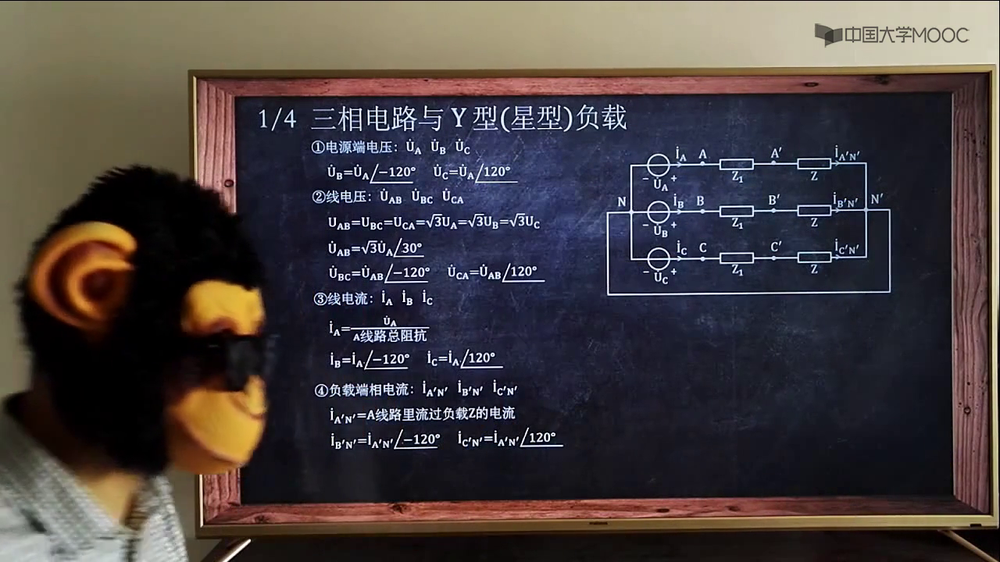 中国大学MOOC
1/4 三相电路与Y型(星型)负载
①电源端电压：U̇A U̇B U̇C
U̇B=U̇A/−120° U̇C=U̇A/120°
②线电压：U̇AB U̇BC U̇CA
UAB=UBC=UCA=√3UA=√3UB=√3UC
U̇AB=√3U̇A/30°
U̇BC=U̇AB/−120° U̇CA=U̇AB/120°
③线电流：İA İB İC
İA=U̇A
A线路总阻抗
İB=İA/−120° İC=İA/120°
④负载端相电流：İA′N′ İB′N′ İC′N′
İA′N′=A线路里流过负载Z的电流
İB′N′=İA′N′/−120° İC′N′=İA′N′/120°
İA A A′ İA′N′
− U̇A + Z1 Z
N İB B B′ İB′N′ N′
− U̇B + Z1 Z
İC C C′ İC′N′
− U̇C + Z1 Z